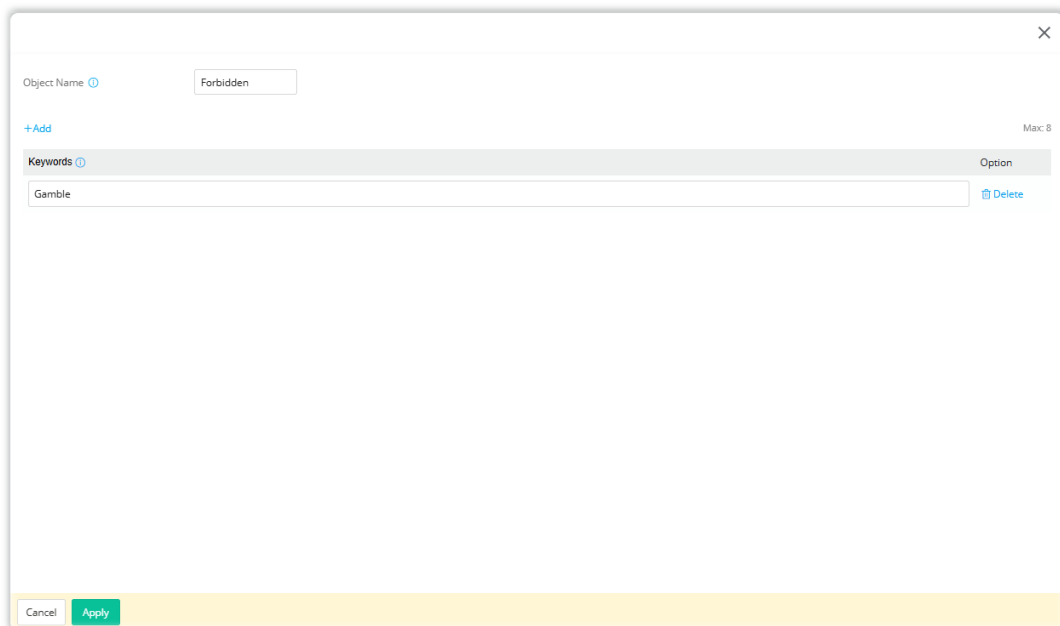 Object Name
Forbidden
+Add
Max: 8
Keywords
Option
Gamble
Delete
Cancel
Apply